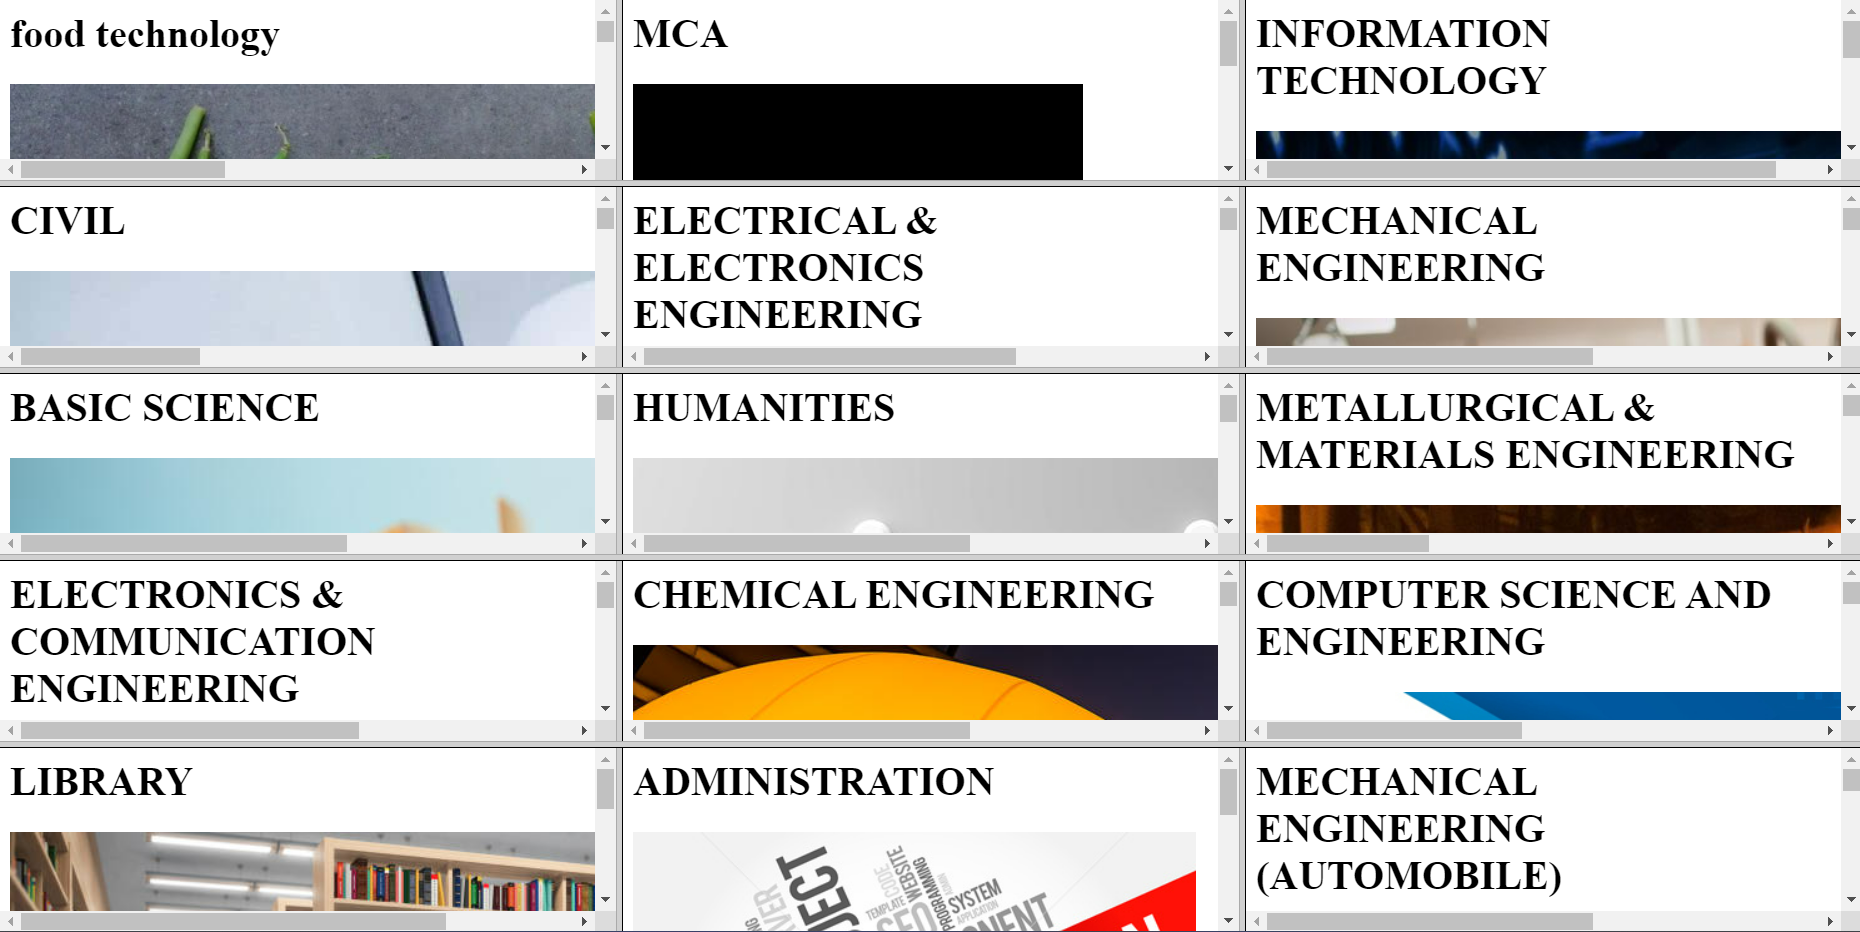 food technology
MCA
INFORMATION
TECHNOLOGY
CIVIL
ELECTRICAL &
ELECTRONICS
ENGINEERING
MECHANICAL
ENGINEERING
BASIC SCIENCE
HUMANITIES
METALLURGICAL &
MATERIALS ENGINEERING
ELECTRONICS &
COMMUNICATION
ENGINEERING
CHEMICAL ENGINEERING
COMPUTER SCIENCE AND
ENGINEERING
LIBRARY
ADMINISTRATION
CODE
WEBSITE
PROGRAMMING
SYSTEM
TEMPLATE
APPLICATION
SEO
MECHANICAL
ENGINEERING
(AUTOMOBILE)